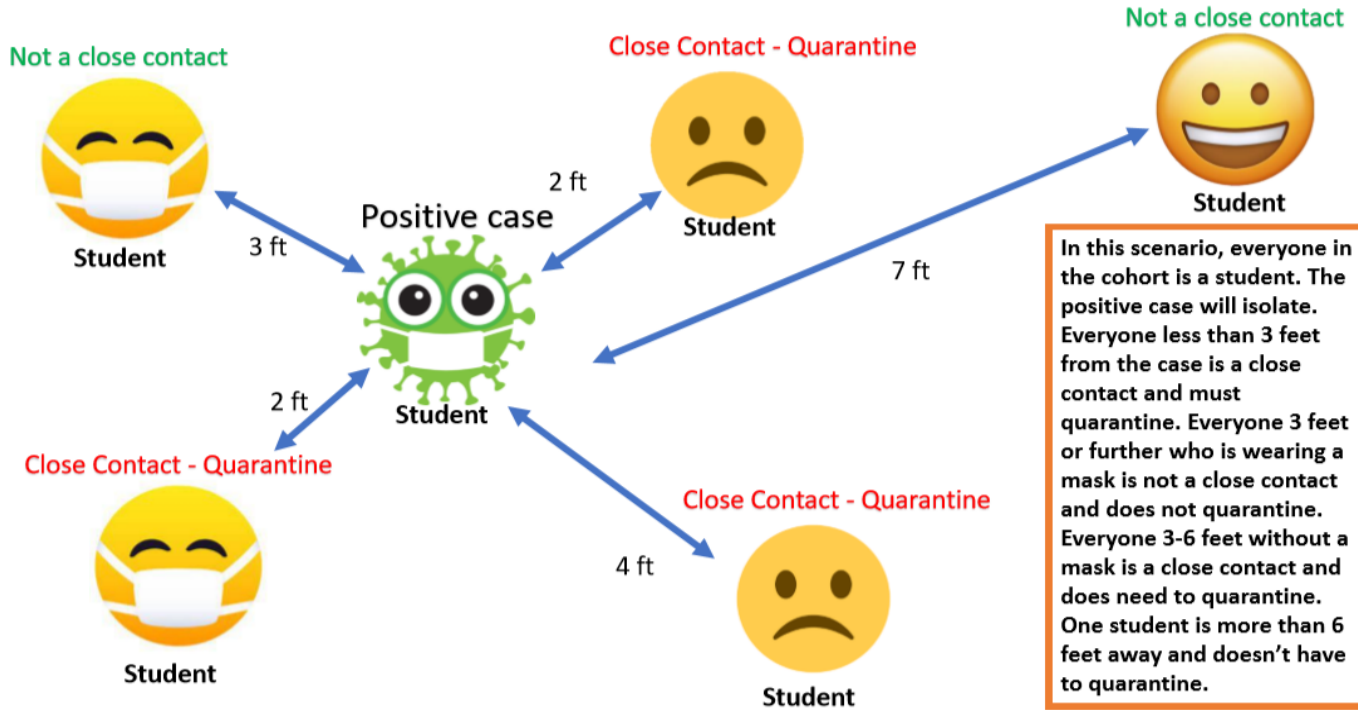 Not a close contact
Close Contact - Quarantine
Not a close contact
Student
3 ft
Positive case
2 ft
Student
7 ft
Student
2 ft
Student
Close Contact - Quarantine
Student
4 ft
Close Contact - Quarantine
Student
In this scenario, everyone in
the cohort is a student. The
positive case will isolate.
Everyone less than 3 feet
from the case is a close
contact and must
quarantine. Everyone 3 feet
or further who is wearing a
mask is not a close contact
and does not quarantine.
Everyone 3-6 feet without a
mask is a close contact and
does need to quarantine.
One student is more than 6
feet away and doesn’t have
to quarantine.